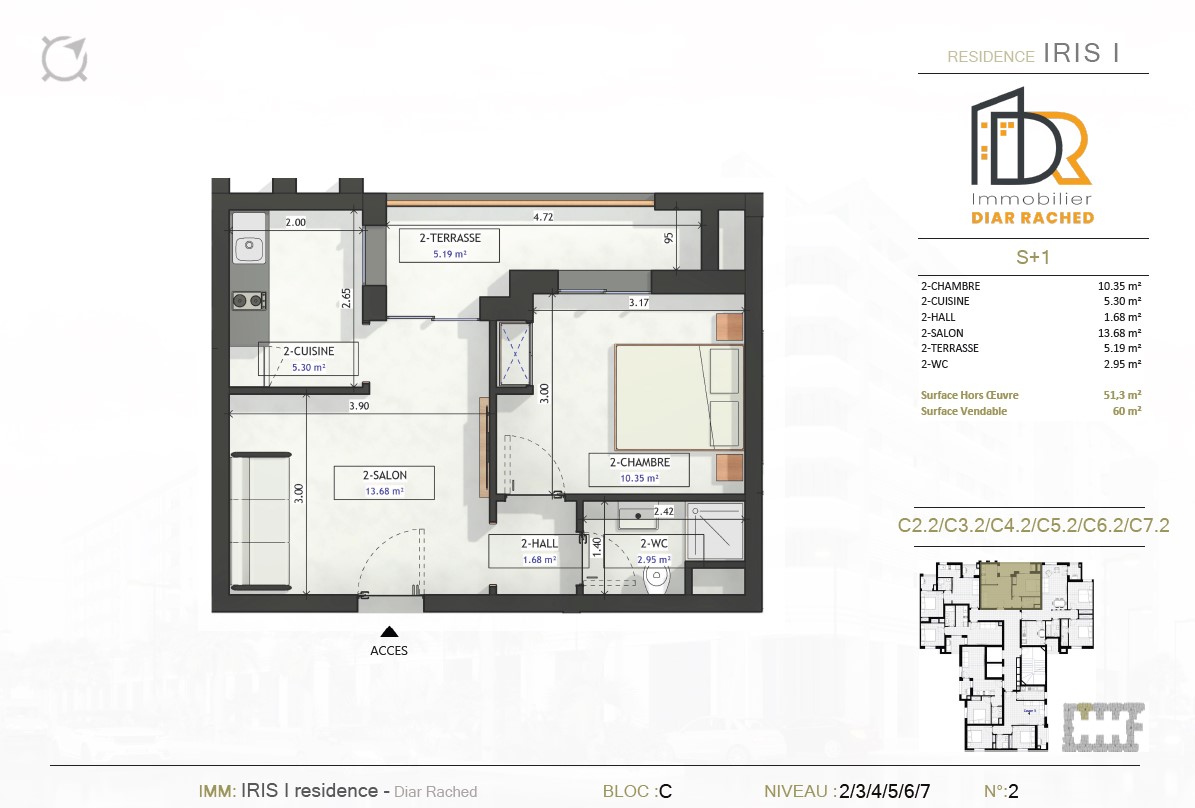 RESIDENCE IRIS I
DR
Immobilier
DIAR RACHED
S+1
2-CHAMBRE 10.35 m²
2-CUISINE 5.30 m²
2-HALL 1.68 m²
2-SALON 13.68 m²
2-TERRASSE 5.19 m²
2-WC 2.95 m²
Surface Hors Œuvre 51,3 m²
Surface Vendable 60 m²
C2.2/C3.2/C4.2/C5.2/C6.2/C7.2
2.00
4.72
2-TERRASSE
5.19 m²
95
2.65
3.17
2-CUISINE
5.30 m²
3.90
3.00
2-SALON
13.68 m²
3.00
2-CHAMBRE
10.35 m²
2.42
2-HALL
1.68 m²
1.40
2-WC
2.95 m²
ACCES
IMM: IRIS I residence - Diar Rached
BLOC :C
NIVEAU : 2/3/4/5/6/7
N°:2